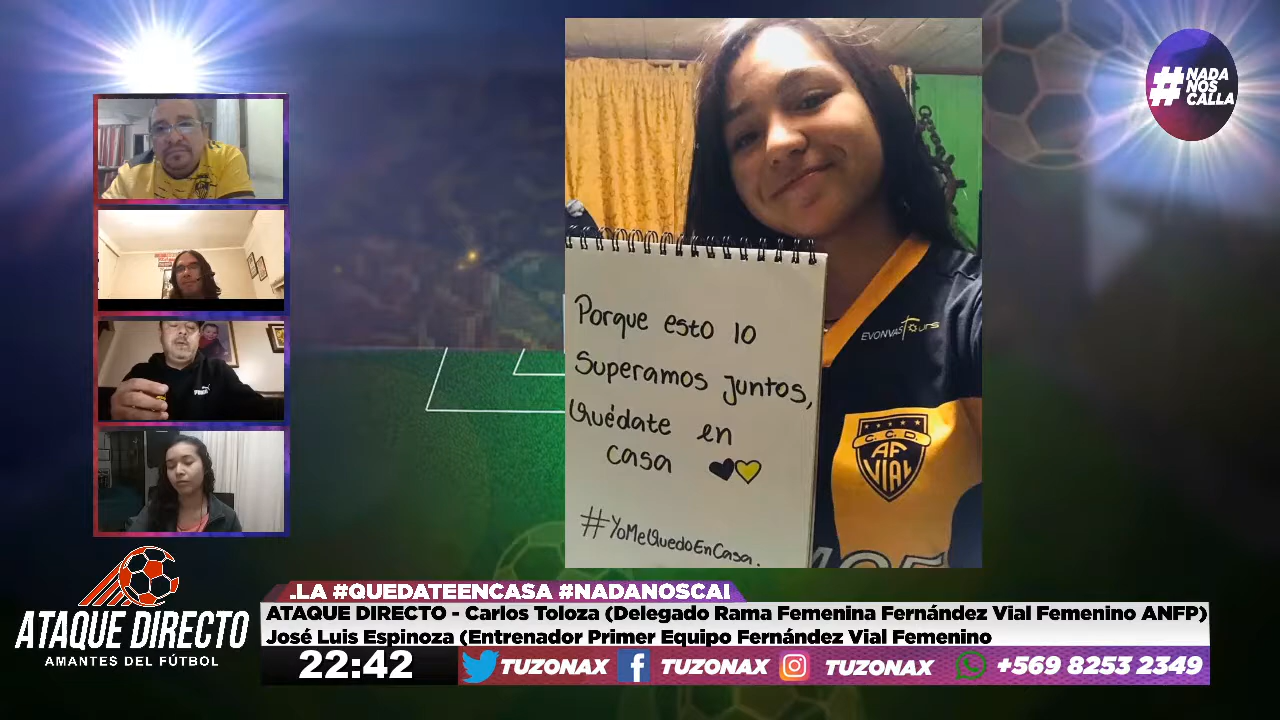 #NADA
NOS
CALLA
Porque esto lo
superamos juntos,
Quédate en
casa
#YoMeQuedoEnCasa.
EVONVAS TOURS
C.C.D.
AF
VIAL
ATAQUE DIRECTO
AMANTES DEL FÚTBOL
.LA #QUEDATEENCASA #NADANOSCAL
ATAQUE DIRECTO - Carlos Toloza (Delegado Rama Femenina Fernández Vial Femenino ANFP)
José Luis Espinoza (Entrenador Primer Equipo Fernández Vial Femenino
22:42 TUZONAX TUZONAX TUZONAX +569 8253 2349